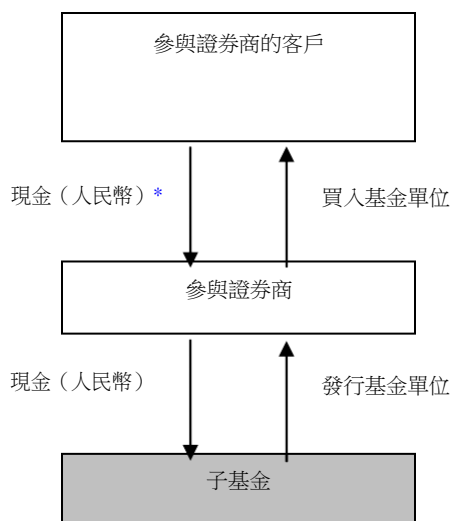 參與證券商的客戶
現金（人民幣）*
買入基金單位
參與證券商
現金（人民幣）
發行基金單位
子基金